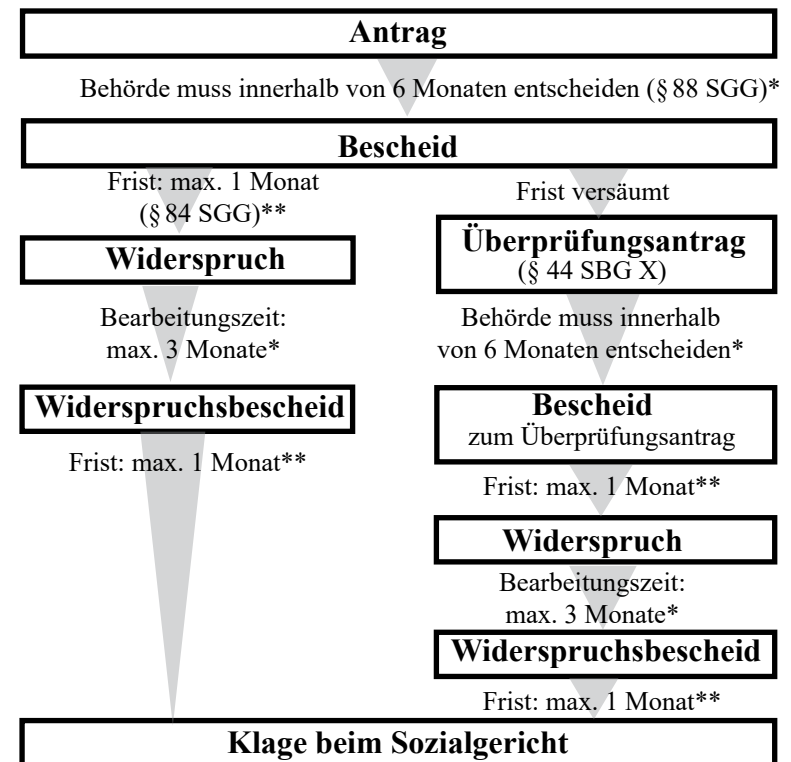 Antrag
Behörde muss innerhalb von 6 Monaten entscheiden (§ 88 SGG)*
Bescheid
Frist: max. 1 Monat
(§ 84 SGG)**
Widerspruch
Bearbeitungszeit:
max. 3 Monate*
Widerspruchsbescheid
Frist: max. 1 Monat**
Frist versäumt
Überprüfungsantrag
(§ 44 SBG X)
Behörde muss innerhalb
von 6 Monaten entscheiden*
Bescheid
zum Überprüfungsantrag
Frist: max. 1 Monat**
Widerspruch
Bearbeitungszeit:
max. 3 Monate*
Widerspruchsbescheid
Frist: max. 1 Monat**
Klage beim Sozialgericht